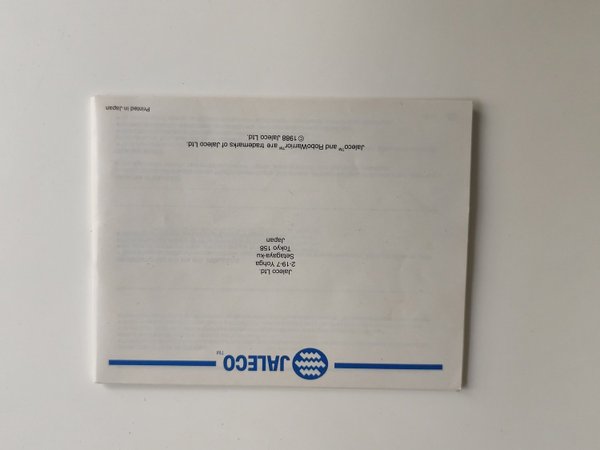 JALECO™
Jaleco Ltd.
2-19-7 Yohga
Setagaya-ku
Tokyo 158
Japan
Jaleco™ and RoboWarrior™ are trademarks of Jaleco Ltd.
© 1988 Jaleco Ltd.
Printed in Japan